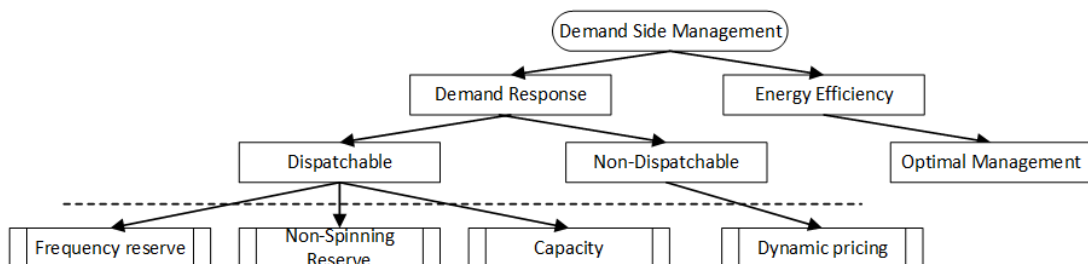 Demand Side Management
Demand Response
Energy Efficiency
Dispatchable
Non-Dispatchable
Optimal Management
Frequency reserve
Non-Spinning
Reserve
Capacity
Dynamic pricing